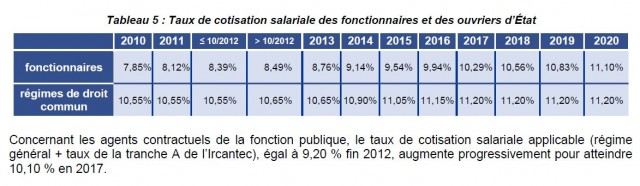 Tableau 5 : Taux de cotisation salariale des fonctionnaires et des ouvriers d'État
2010 2011 ≤ 10/2012 > 10/2012 2013 2014 2015 2016 2017 2018 2019 2020
fonctionnaires 7,85% 8,12% 8,39% 8,49% 8,76% 9,14% 9,54% 9,94% 10,29% 10,56% 10,83% 11,10%
régimes de droit
commun 10,55% 10,55% 10,55% 10,65% 10,65% 10,90% 11,05% 11,15% 11,20% 11,20% 11,20% 11,20%
Concernant les agents contractuels de la fonction publique, le taux de cotisation salariale applicable (régime
général + taux de la tranche A de l'Ircantec), égal à 9,20 % fin 2012, augmente progressivement pour atteindre
10,10 % en 2017.